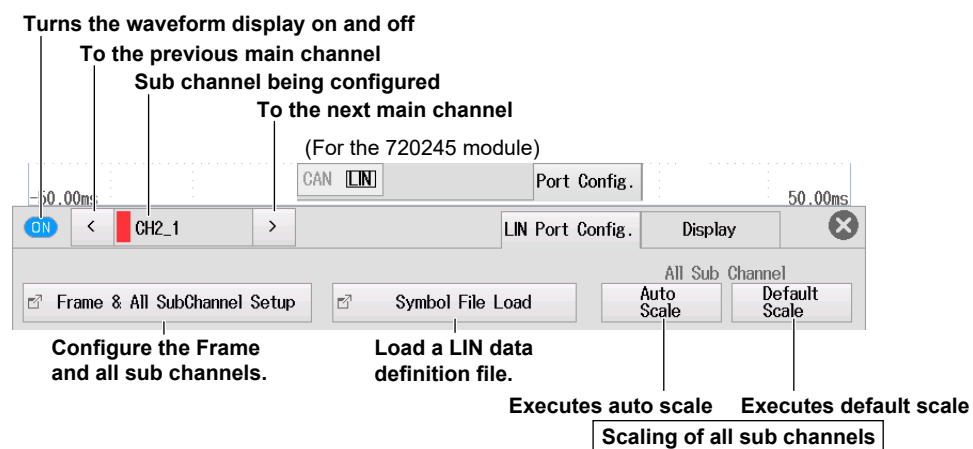 Turns the waveform display on and off
To the previous main channel
Sub channel being configured
To the next main channel
(For the 720245 module)
CAN LIN Port Config.
-50.00ms 50.00ms
ON < CH2_1 > LIN Port Config. Display
All Sub Channel
Frame & All SubChannel Setup Symbol File Load Auto Scale Default Scale
Configure the Frame
and all sub channels.
Load a LIN data
definition file.
Executes auto scale Executes default scale
Scaling of all sub channels